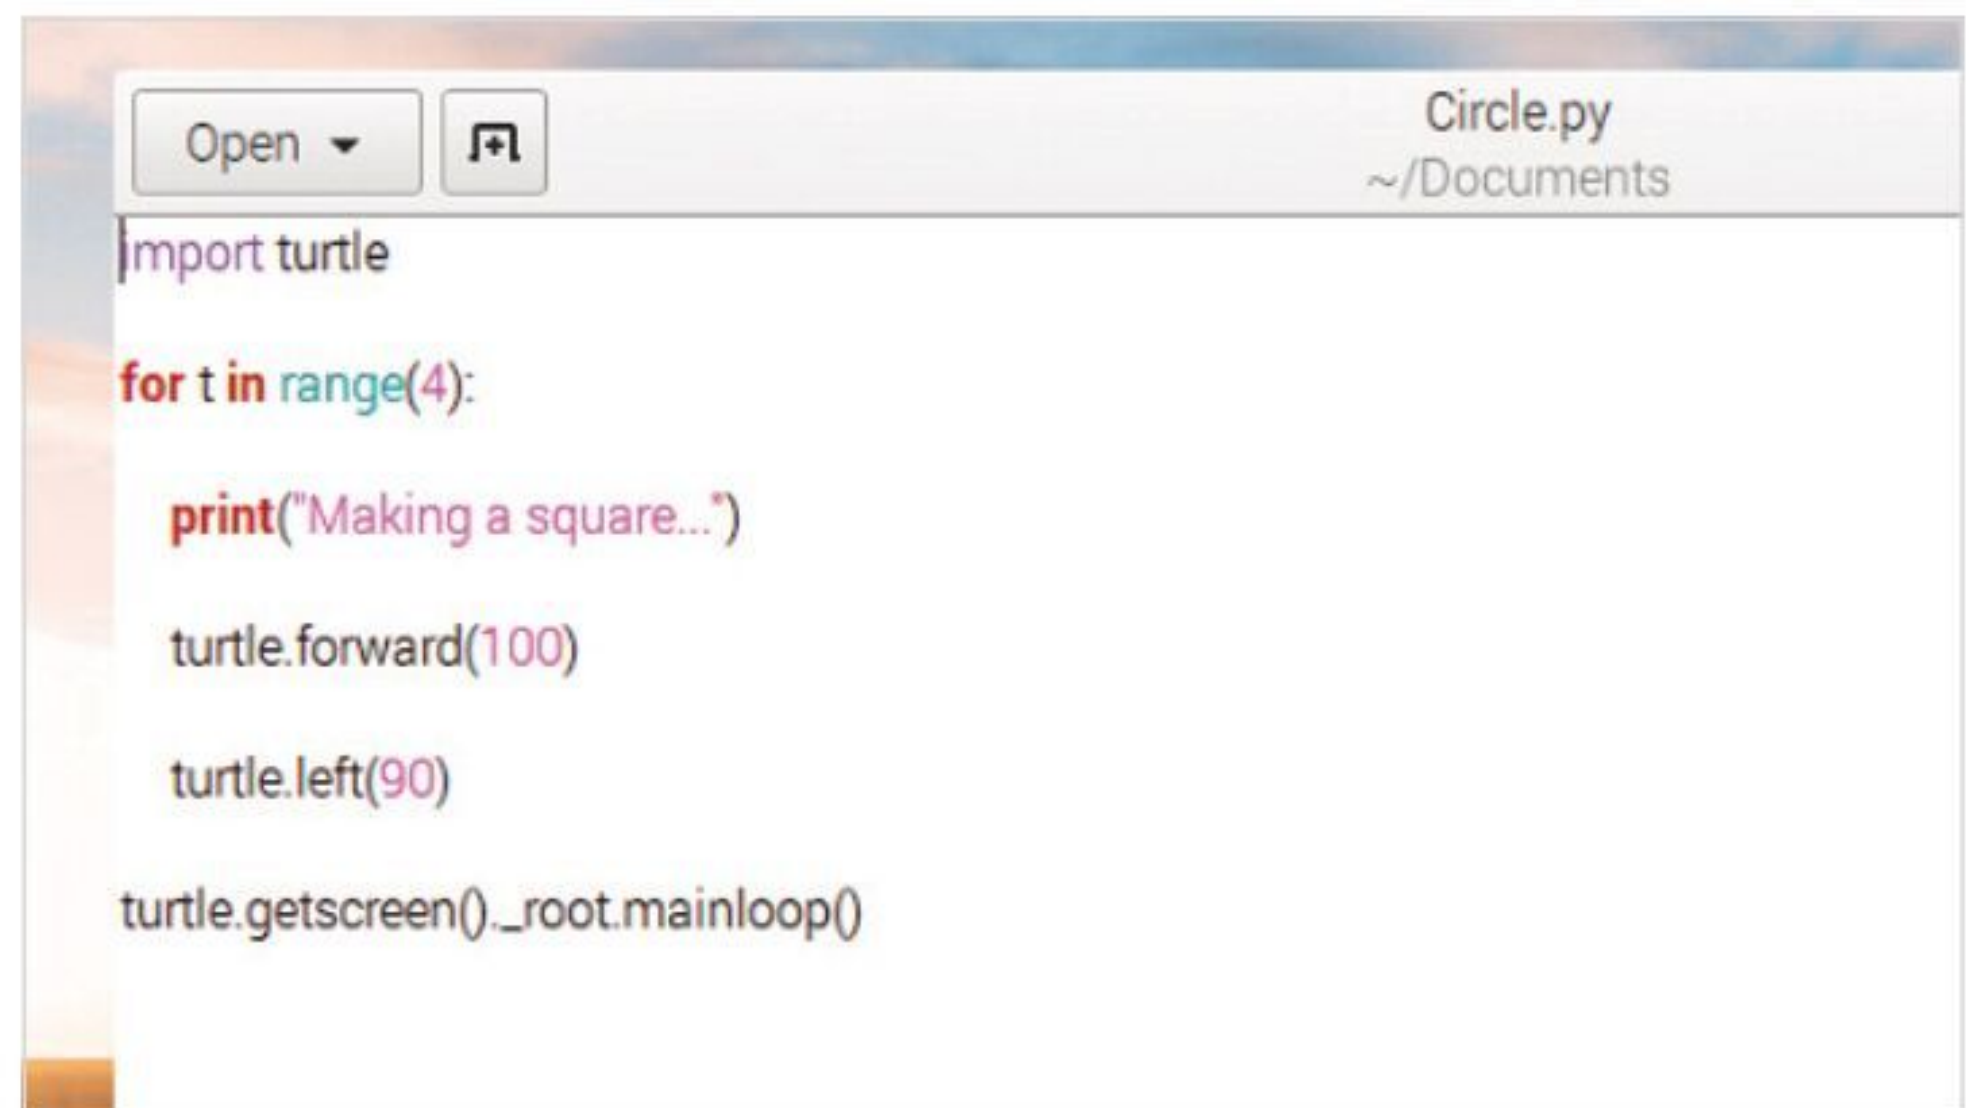 Open
Circle.py
~/Documents
import turtle
for t in range(4):
print("Making a square...")
turtle.forward(100)
turtle.left(90)
turtle.getscreen()._root.mainloop()